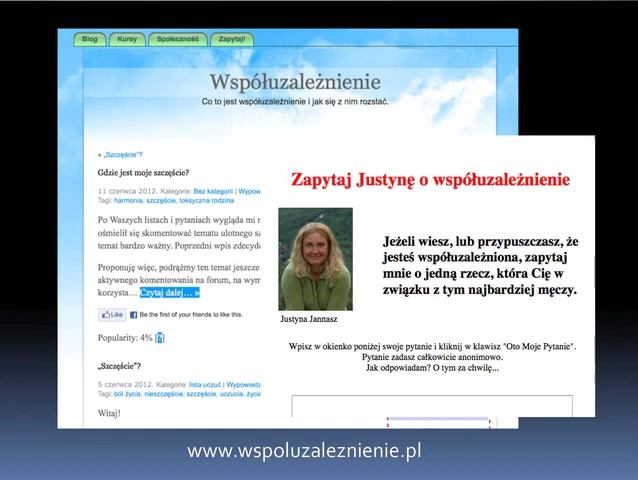 Blog Kursy Społeczność Zapytaj!
Współuzależnienie
Co to jest współuzależnienie i jak się z nim rozstać.
« „Szczęście”?
Gdzie jest moje szczęście?
11 czerwca 2012. Kategorie: Bez kategorii | Wypow
Tagi: harmonia, szczęście, toksyczna rodzina
Po Waszych listach i pytaniach wygląda mi n
ośmielił się skomentować tematu ulotnego sz
temat bardzo ważny. Poprzedni wpis zdecydo
Proponuję więc, podrążmy ten temat jeszcze
aktywnego komentowania na forum, na wym
korzysta… Czytaj dalej… »
Like Be the first of your friends to like this.
Popularity: 4% [?]
„Szczęście”?
5 czerwca 2012. Kategorie: lista uczuć | Wypowiedz
Tagi: ból życia, nieszczęście, szczęście, uczucia, życie
Witaj!
Zapytaj Justynę o współuzależnienie
Jeżeli wiesz, lub przypuszczasz, że
jesteś współuzależniona, zapytaj
mnie o jedną rzecz, która Cię w
związku z tym najbardziej męczy.
Justyna Jannasz
Wpisz w okienko poniżej swoje pytanie i kliknij w klawisz "Oto Moje Pytanie".
Pytanie zadasz całkowicie anonimowo.
Jak odpowiadam? O tym za chwilę...
www.wspoluzaleznienie.pl